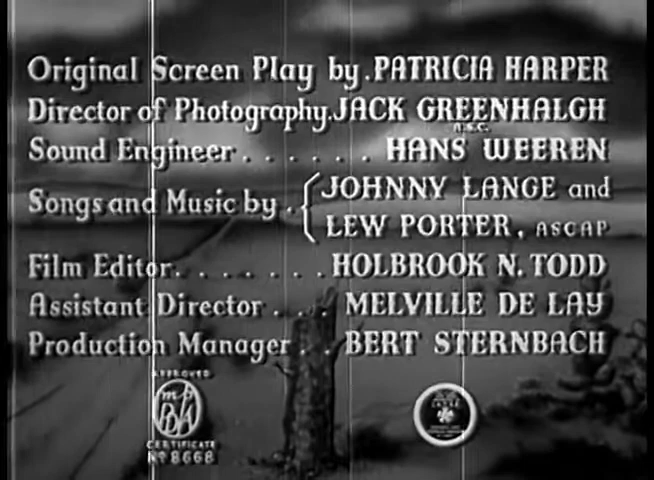 Original Screen Play by.PATRICIA HARPER
Director of Photography.JACK GREENHALGH
A.S.C.
Sound Engineer . . . . . . HANS WEEREN
Songs and Music by . { JOHNNY LANGE and
LEW PORTER, ASCAP
Film Editor. . . . . . . HOLBROOK N. TODD
Assistant Director . . . MELVILLE DE LAY
Production Manager . . BERT STERNBACH
APPROVED
MPPDA
CERTIFICATE
No 8668